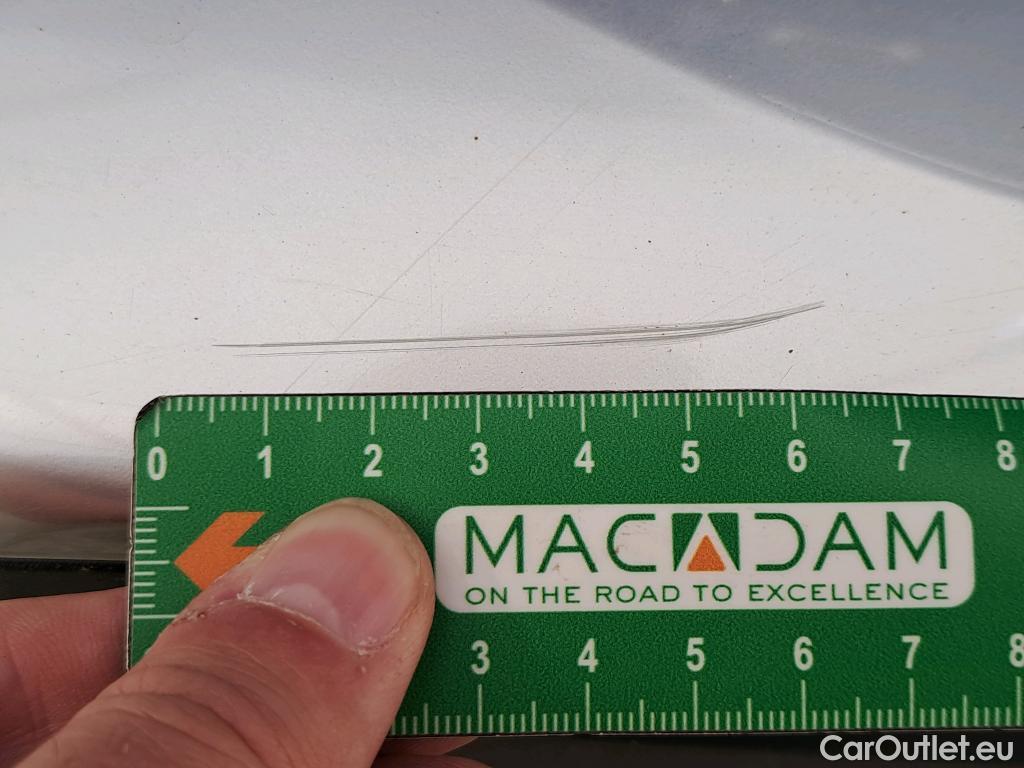 0 1 2 3 4 5 6 7 8
MACADAM
ON THE ROAD TO EXCELLENCE
3 4 5 6 7 8
CarOutlet.eu